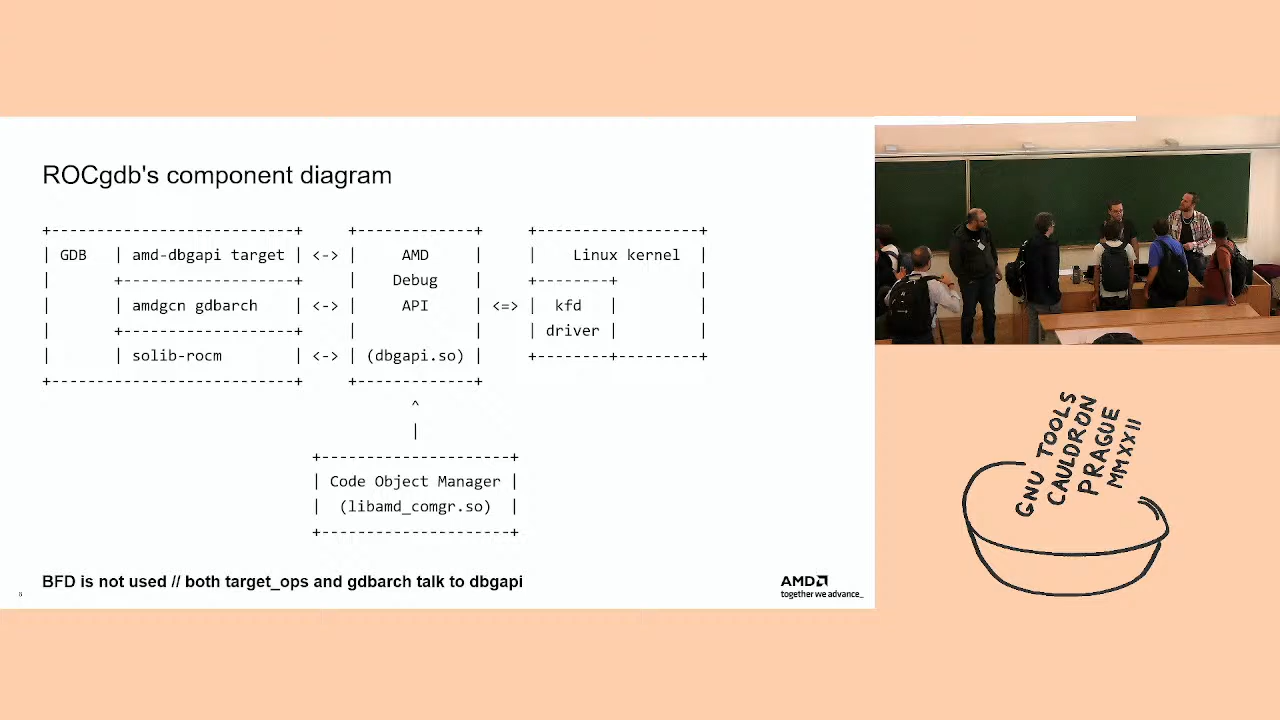 ROCgdb's component diagram
+----------------------------+    +-------------+     +-------------------+
| GDB   | amd-dbgapi target | <-> |     AMD     |     |    Linux kernel  |
|       +-------------------+     |    Debug    |     +--------+         |
|       | amdgcn gdbarch    | <-> |     API     | <=> |  kfd   |         |
|       +-------------------+     |             |     | driver |         |
|       | solib-rocm        | <-> | (dbgapi.so) |     +--------+---------+
+----------------------------+    +-------------+
^
|
+---------------------+
| Code Object Manager |
|  (libamd_comgr.so)  |
+---------------------+
BFD is not used // both target_ops and gdbarch talk to dbgapi
AMD
together we advance_
GNU TOOLS
CAULDRON
PRAGUE
MMXXII